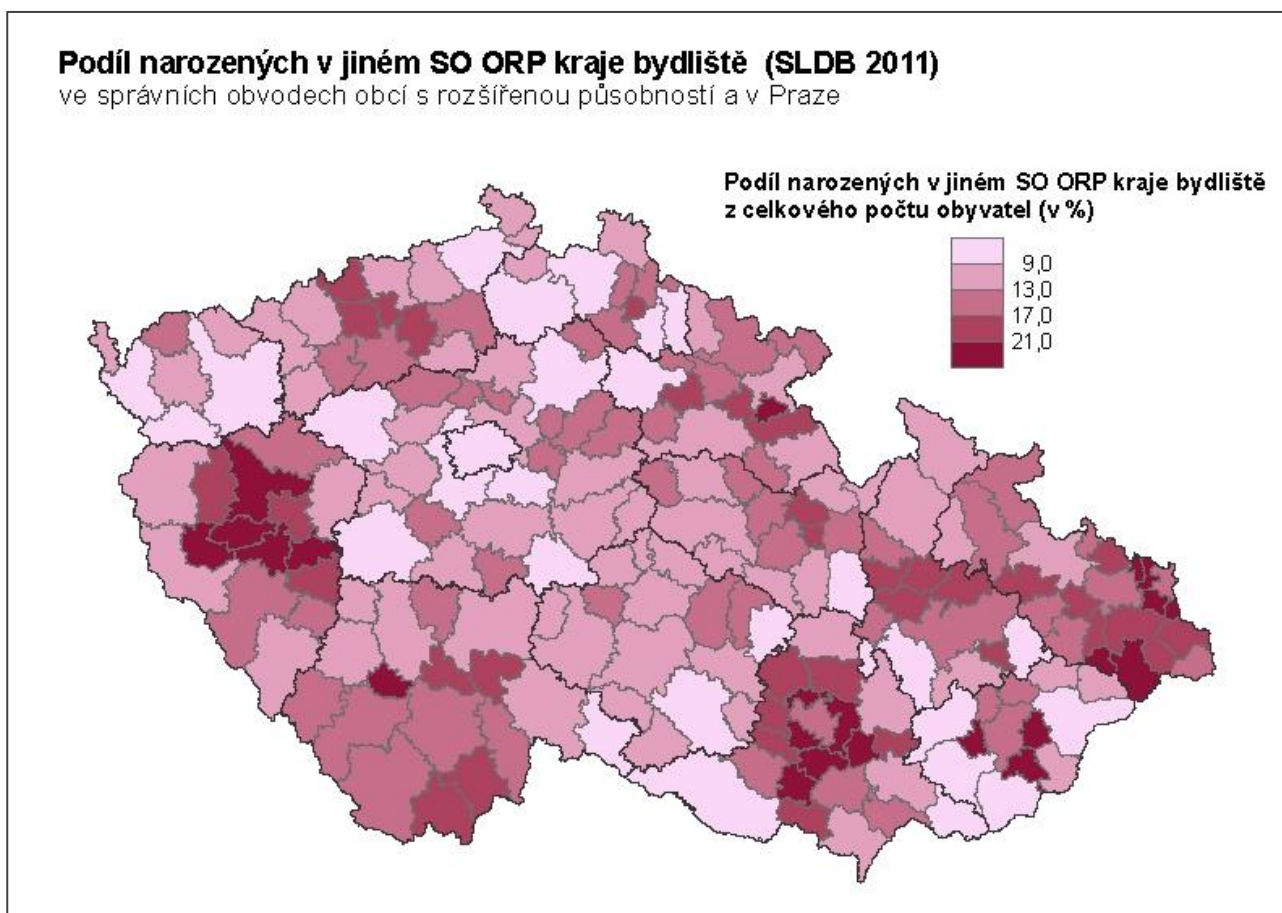 Podíl narozených v jiném SO ORP kraje bydliště (SLDB 2011)
ve správních obvodech obcí s rozšířenou působností a v Praze
Podíl narozených v jiném SO ORP kraje bydliště
z celkového počtu obyvatel (v %)
9,0
13,0
17,0
21,0